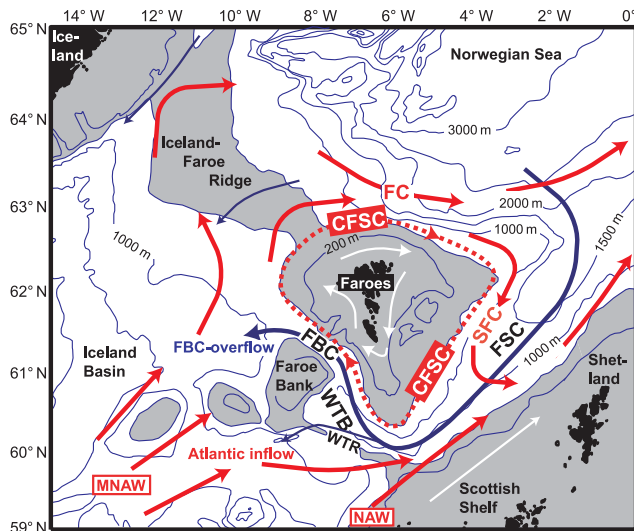 14° W 12° W 10° W 8° W 6° W 4° W 2° W 0°
65° N
64° N
63° N
62° N
61° N
60° N
59° N
Ice-
land
Norwegian Sea
3000 m
Iceland-
Faroe
Ridge
FC
2000 m
CFSC
1000 m
1500 m
200 m
1000 m
Faroes
SFC
FSC
FBC
FBC-overflow
1000 m
CFSC
Iceland
Basin
Faroe
Bank
WTB
WTR
Shet-
land
Atlantic inflow
MNAW
NAW
Scottish
Shelf